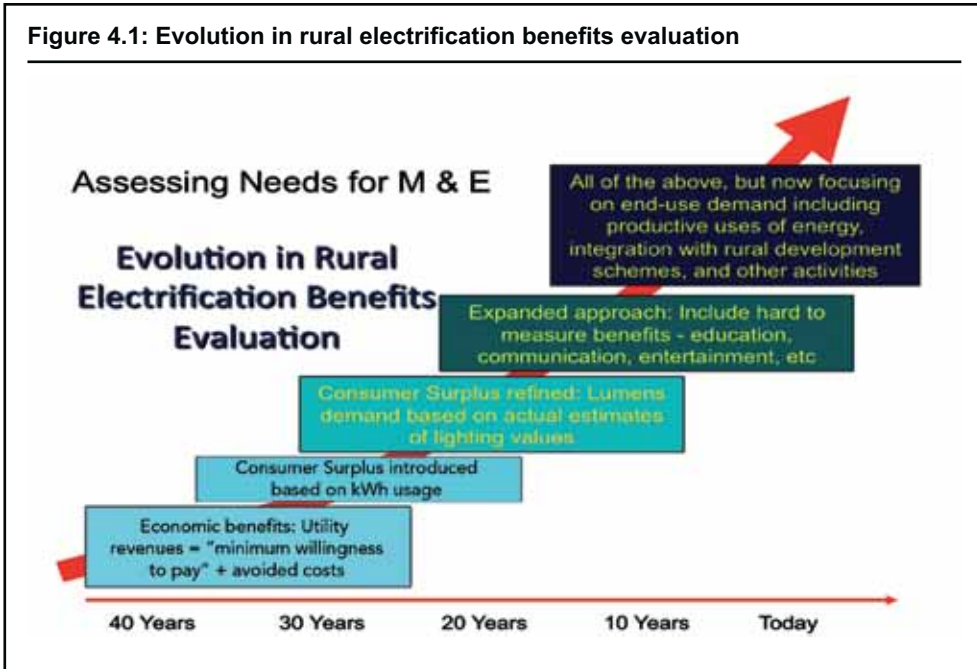 Figure 4.1: Evolution in rural electrification benefits evaluation
Assessing Needs for M & E
Evolution in Rural
Electrification Benefits
Evaluation
All of the above, but now focusing
on end-use demand including
productive uses of energy,
integration with rural development
schemes, and other activities
Expanded approach: Include hard to
measure benefits - education,
communication, entertainment, etc
Consumer Surplus refined: Lumens
demand based on actual estimates
of lighting values
Consumer Surplus introduced
based on kWh usage
Economic benefits: Utility
revenues = "minimum willingness
to pay" + avoided costs
40 Years 30 Years 20 Years 10 Years Today